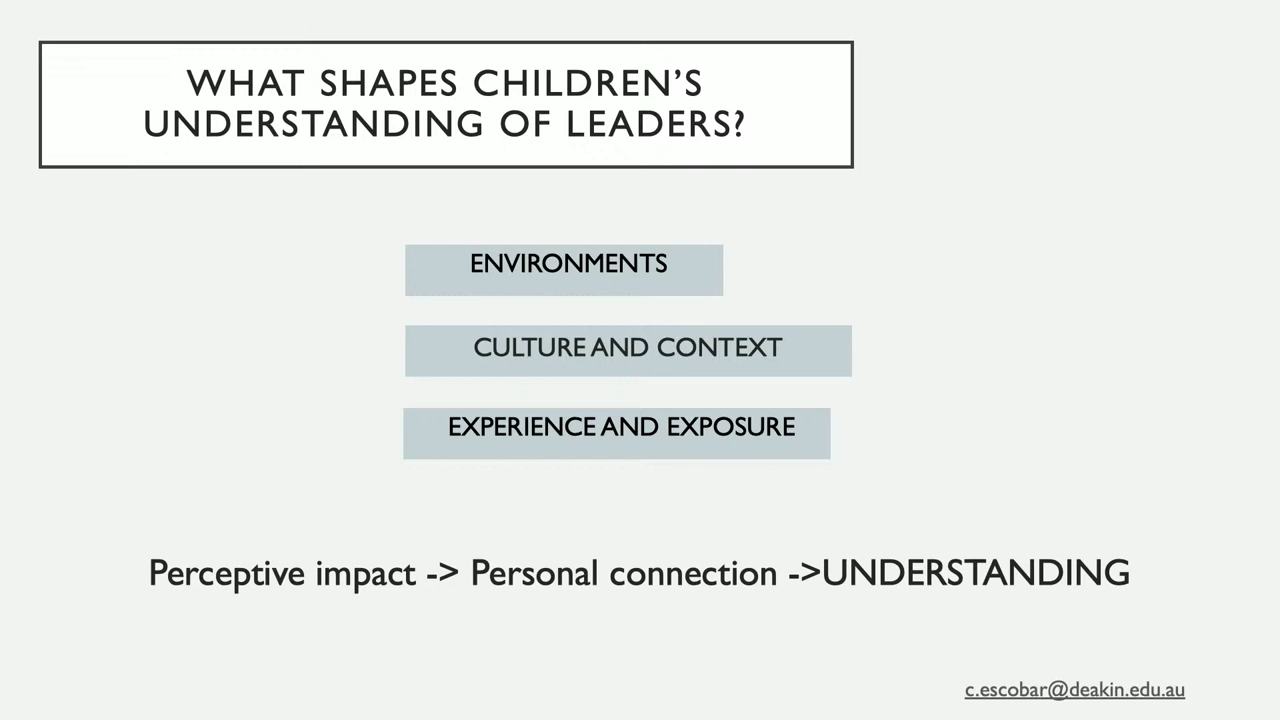 WHAT SHAPES CHILDREN'S
UNDERSTANDING OF LEADERS?
ENVIRONMENTS
CULTURE AND CONTEXT
EXPERIENCE AND EXPOSURE
Perceptive impact -> Personal connection ->UNDERSTANDING
c.escobar@deakin.edu.au